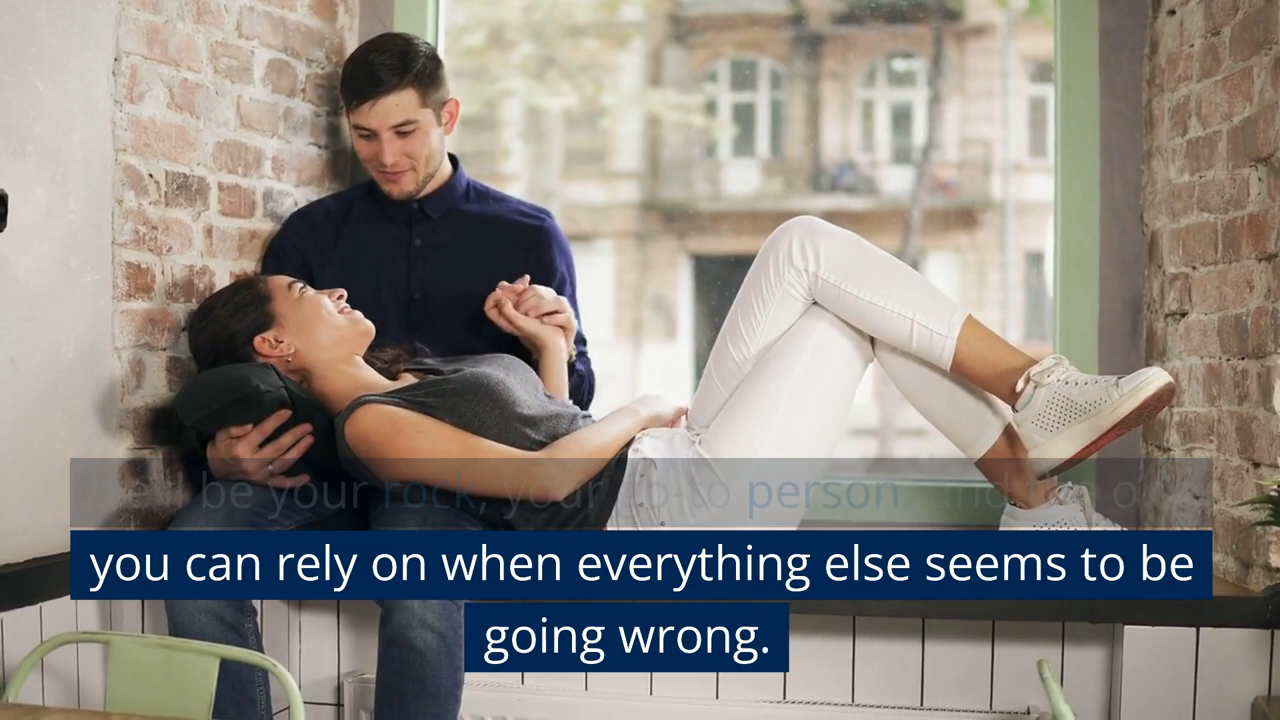 be your rock, your go-to person and
you can rely on when everything else seems to be
going wrong.